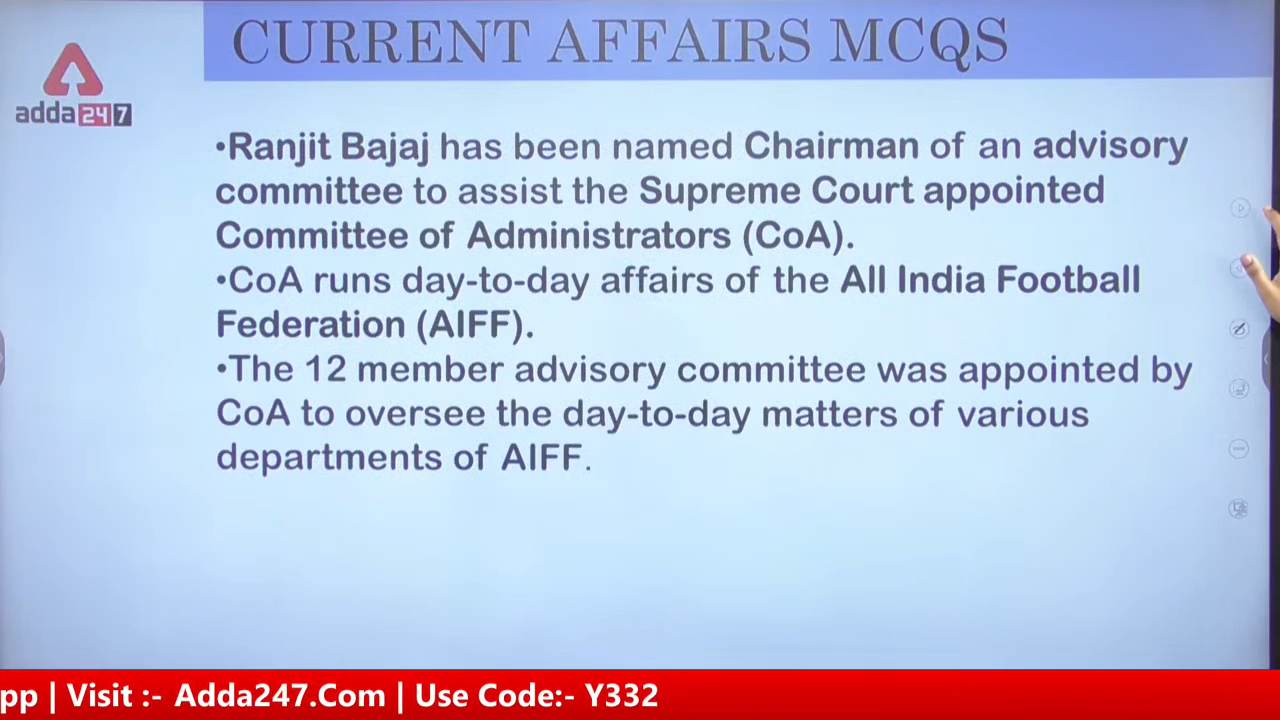 CURRENT AFFAIRS MCQS
adda247
•Ranjit Bajaj has been named Chairman of an advisory
committee to assist the Supreme Court appointed
Committee of Administrators (CoA).
•CoA runs day-to-day affairs of the All India Football
Federation (AIFF).
•The 12 member advisory committee was appointed by
CoA to oversee the day-to-day matters of various
departments of AIFF.
pp | Visit :- Adda247.Com | Use Code:- Y332